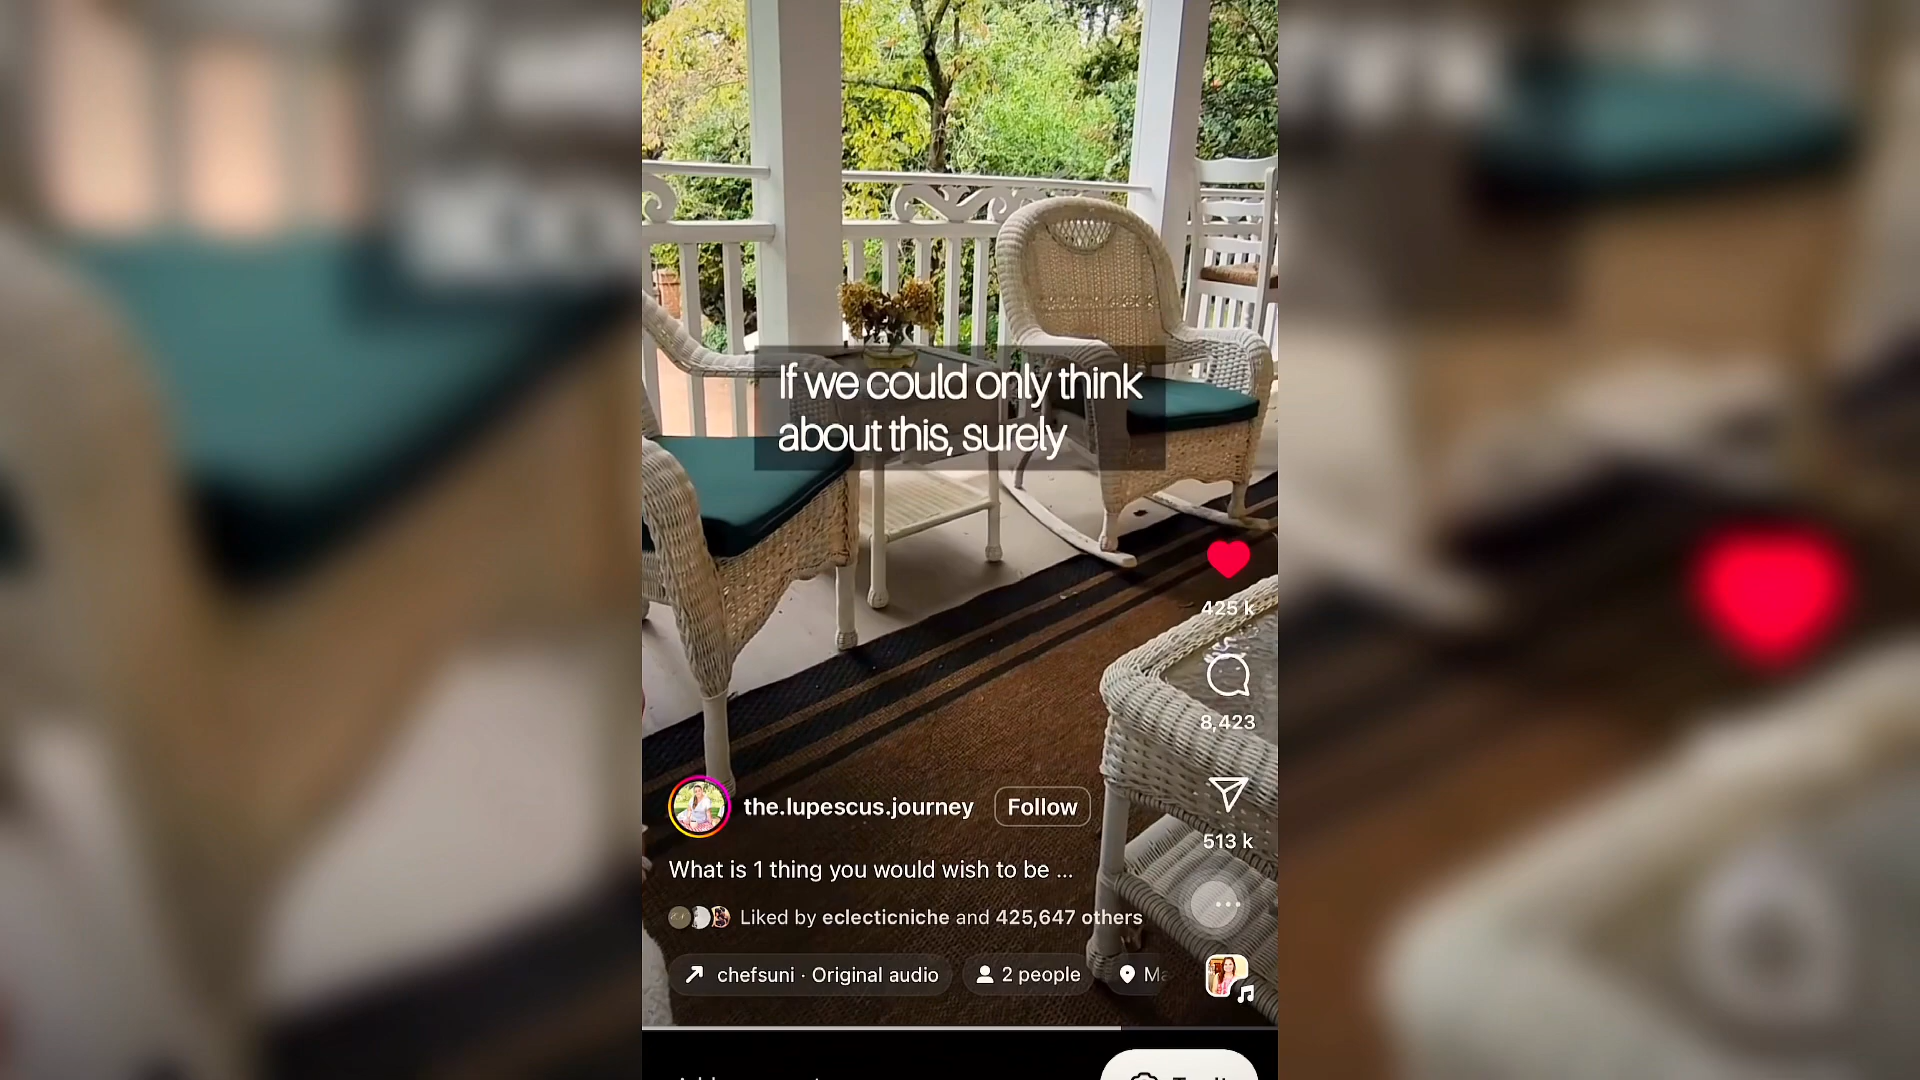 If we could only think
about this, surely
425 k
8,423
the.lupescus.journey
Follow
513 k
What is 1 thing you would wish to be ...
Liked by eclecticniche and 425,647 others
chefsuni · Original audio
2 people